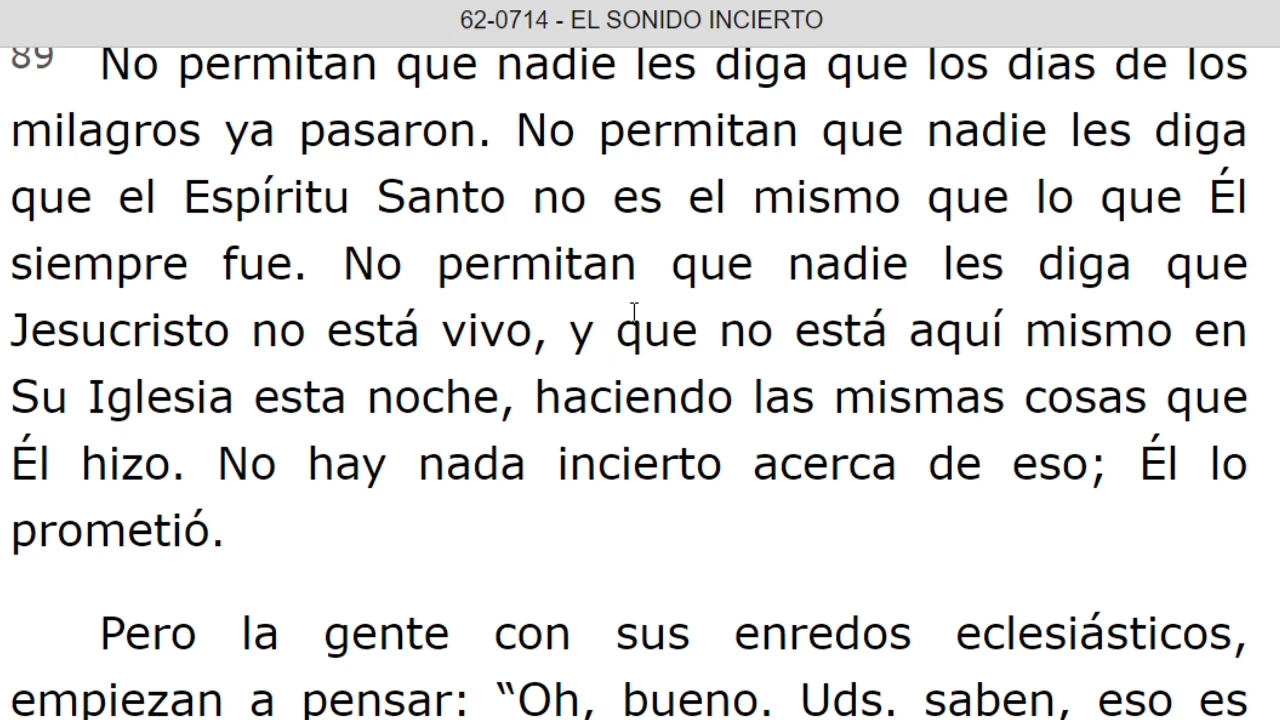 62-0714 - EL SONIDO INCIERTO
89 No permitan que nadie les diga que los días de los
milagros ya pasaron. No permitan que nadie les diga
que el Espíritu Santo no es el mismo que lo que Él
siempre fue. No permitan que nadie les diga que
Jesucristo no está vivo, y que no está aquí mismo en
Su Iglesia esta noche, haciendo las mismas cosas que
Él hizo. No hay nada incierto acerca de eso; Él lo
prometió.
Pero la gente con sus enredos eclesiásticos,
empiezan a pensar: “Oh, bueno. Uds. saben, eso es